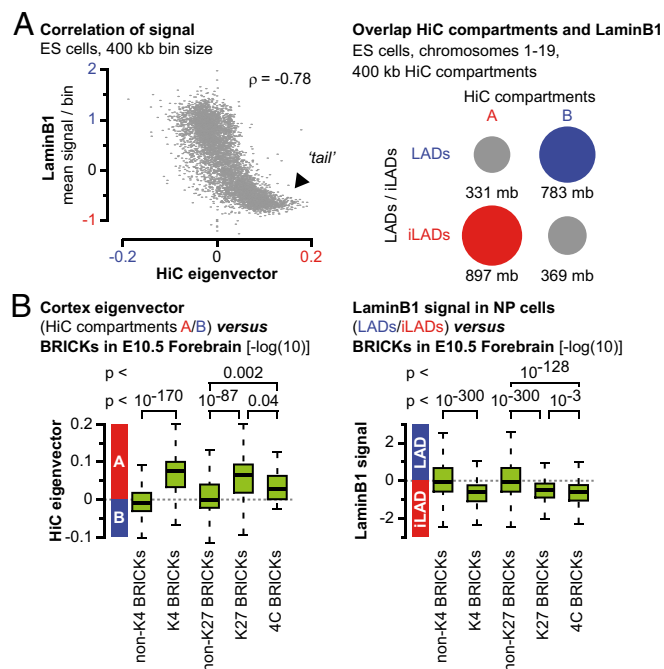 A
Correlation of signal
ES cells, 400 kb bin size
LaminB1
mean signal / bin
2
1
0
-1
ρ = -0.78
'tail'
-0.2
0
0.2
HiC eigenvector
Overlap HiC compartments and LaminB1
ES cells, chromosomes 1-19,
400 kb HiC compartments
HiC compartments
A
B
LADs / iLADs
LADs
331 mb
783 mb
iLADs
897 mb
369 mb
B
Cortex eigenvector
(HiC compartments A/B) versus
BRICKs in E10.5 Forebrain [-log(10)]
p <
0.002
p <
10-170
10-87
0.04
HiC eigenvector
0.2
0.1
0
-0.1
A
B
non-K4 BRICKs
K4 BRICKs
non-K27 BRICKs
K27 BRICKs
4C BRICKs
LaminB1 signal in NP cells
(LADs/iLADs) versus
BRICKs in E10.5 Forebrain [-log(10)]
p <
10-128
p <
10-300
10-300
10-3
LaminB1 signal
2
0
-2
LAD
iLAD
non-K4 BRICKs
K4 BRICKs
non-K27 BRICKs
K27 BRICKs
4C BRICKs